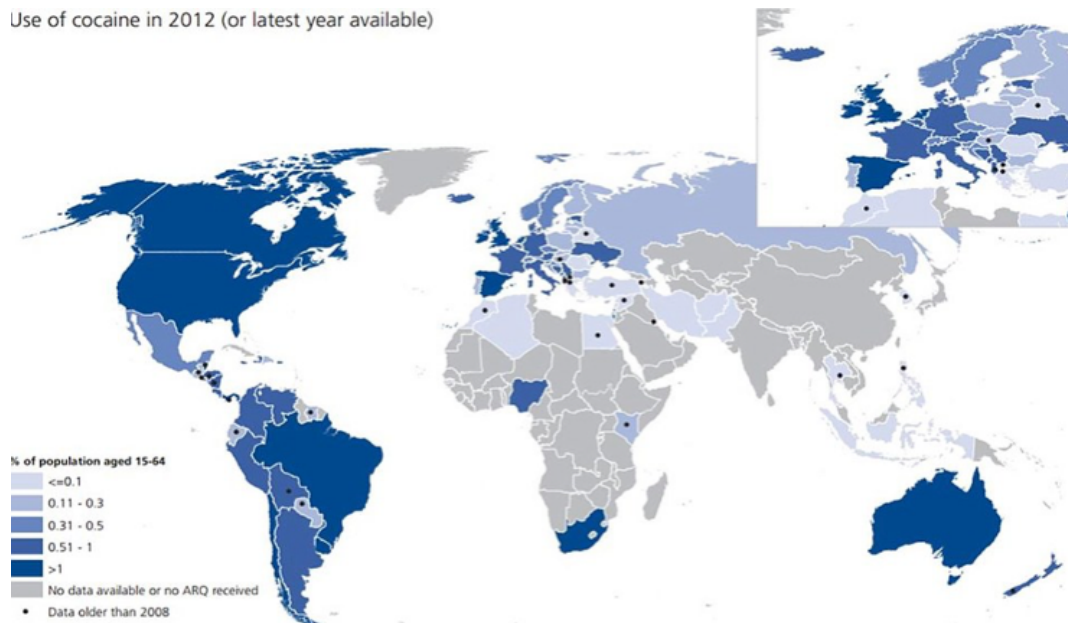 Use of cocaine in 2012 (or latest year available)
% of population aged 15-64
<=0.1
0.11 - 0.3
0.31 - 0.5
0.51 - 1
>1
No data available or no ARQ received
Data older than 2008